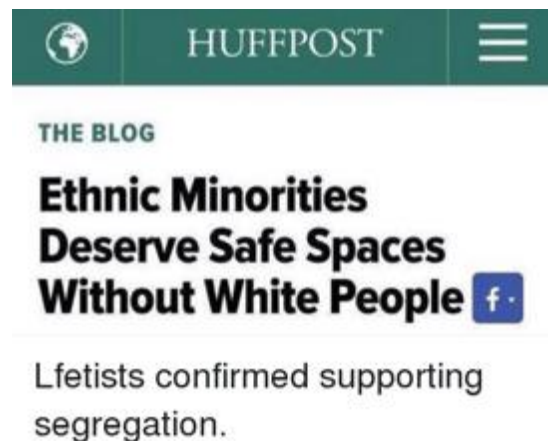 HUFFPOST
THE BLOG
Ethnic Minorities
Deserve Safe Spaces
Without White People f
Lfetists confirmed supporting
segregation.